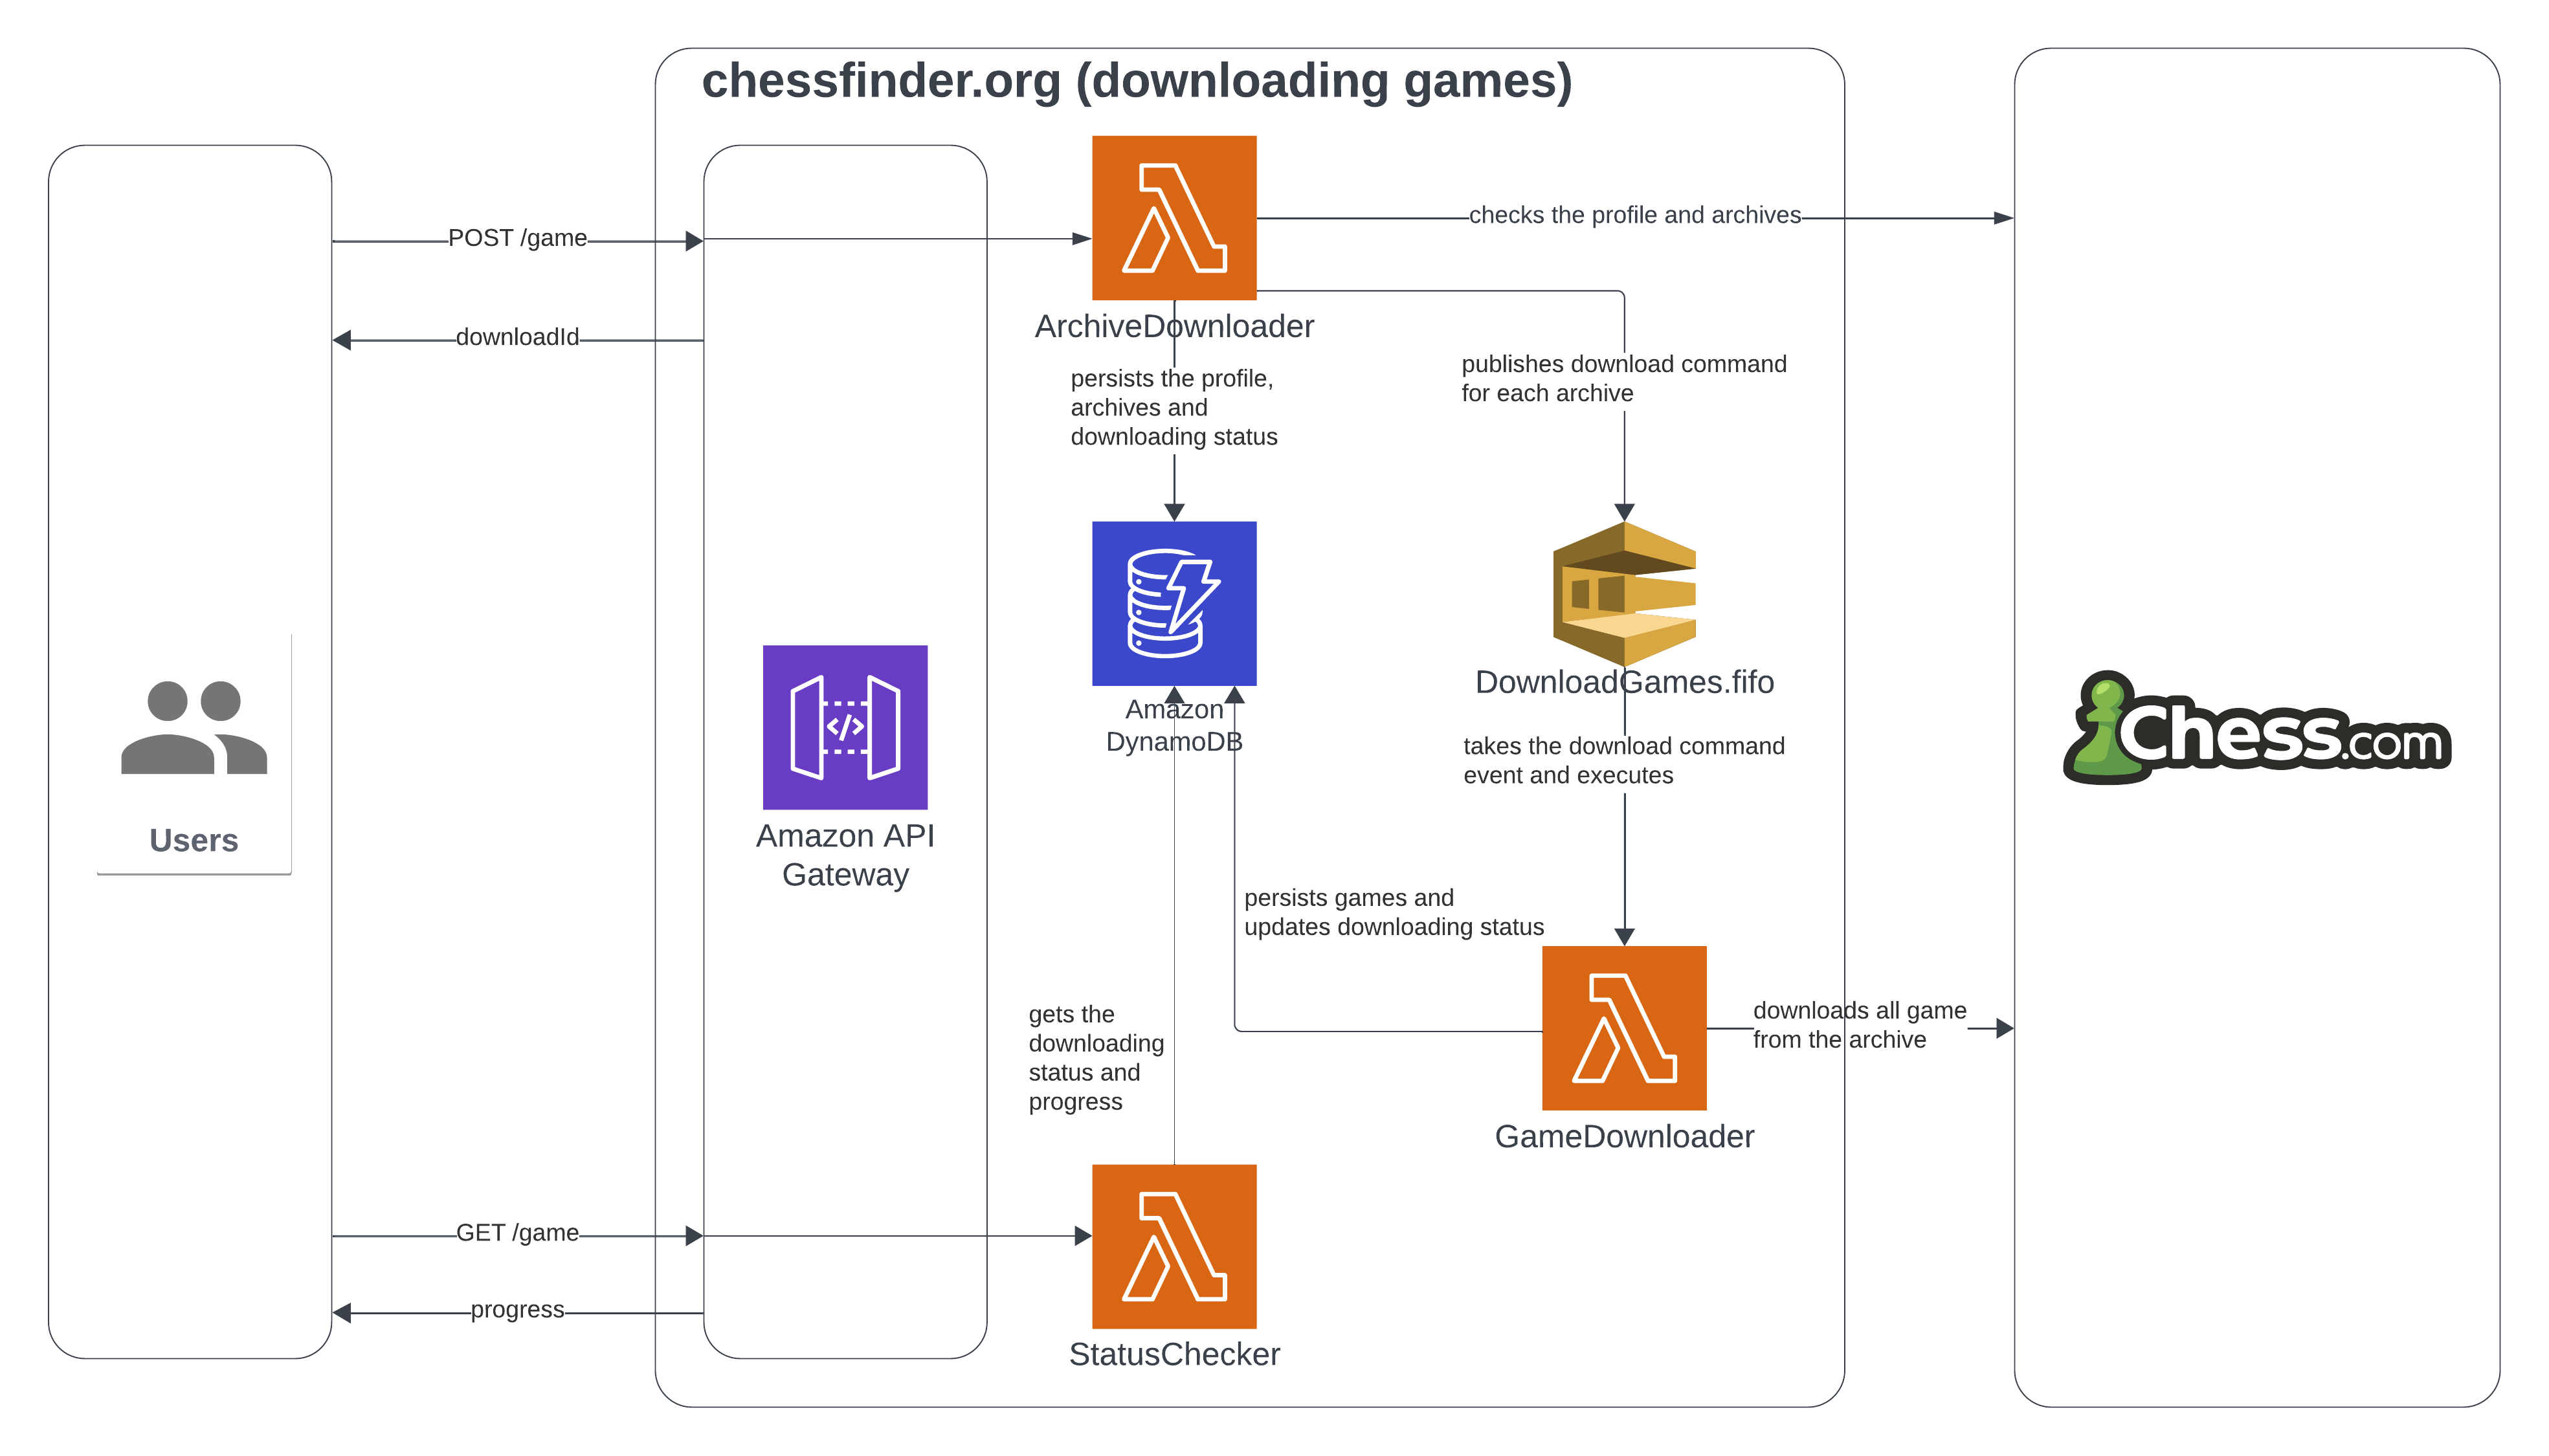 chessfinder.org (downloading games)
POST /game
checks the profile and archives
downloadId
ArchiveDownloader
persists the profile,
archives and
downloading status
publishes download command
for each archive
DownloadGames.fifo
Amazon
DynamoDB
takes the download command
event and executes
Chess.com
Users
Amazon API
Gateway
persists games and
updates downloading status
gets the
downloading
status and
progress
downloads all game
from the archive
GameDownloader
GET /game
progress
StatusChecker